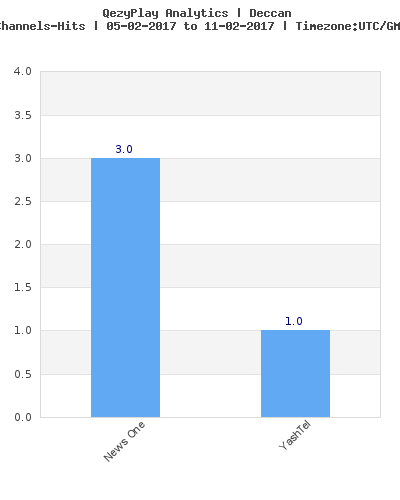 QezyPlay Analytics | Deccan
Channels-Hits | 05-02-2017 to 11-02-2017 | Timezone:UTC/GM
4.0
3.5
3.0
2.5
2.0
1.5
1.0
0.5
0.0
3.0
1.0
News One
YashTel